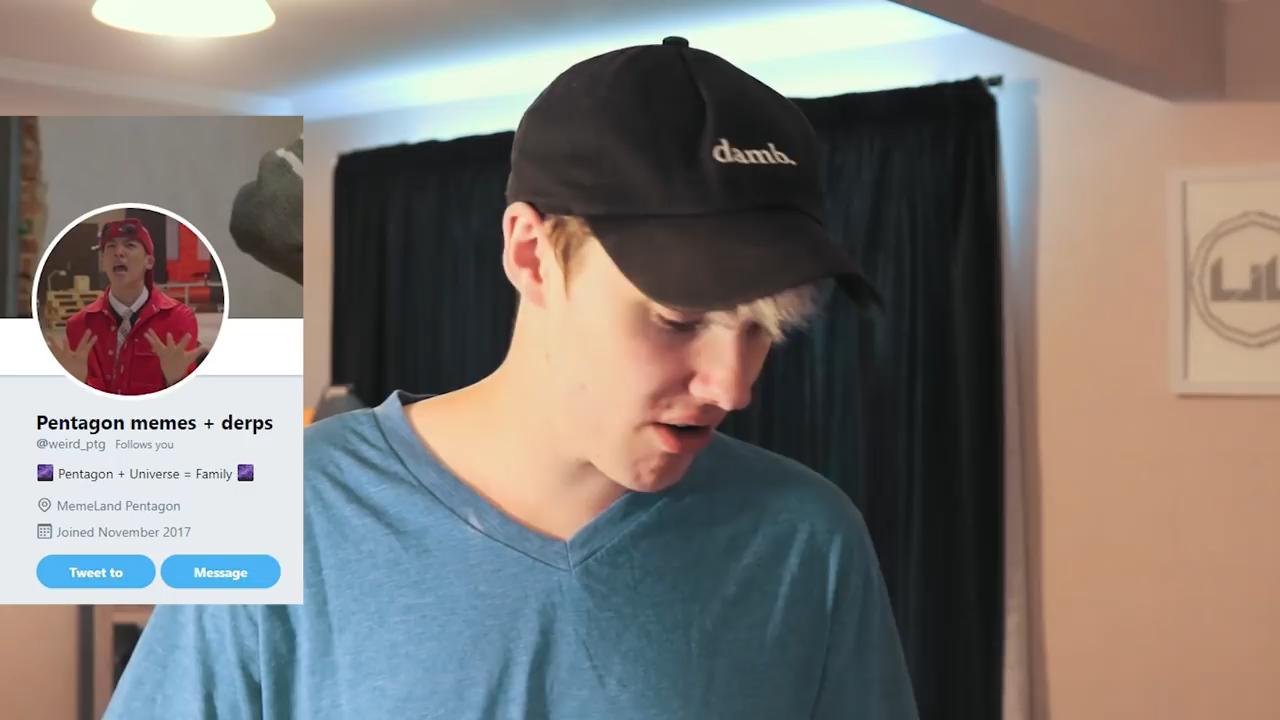 damb.
Pentagon memes + derps
@weird_ptg Follows you
Pentagon + Universe = Family
MemeLand Pentagon
Joined November 2017
Tweet to
Message